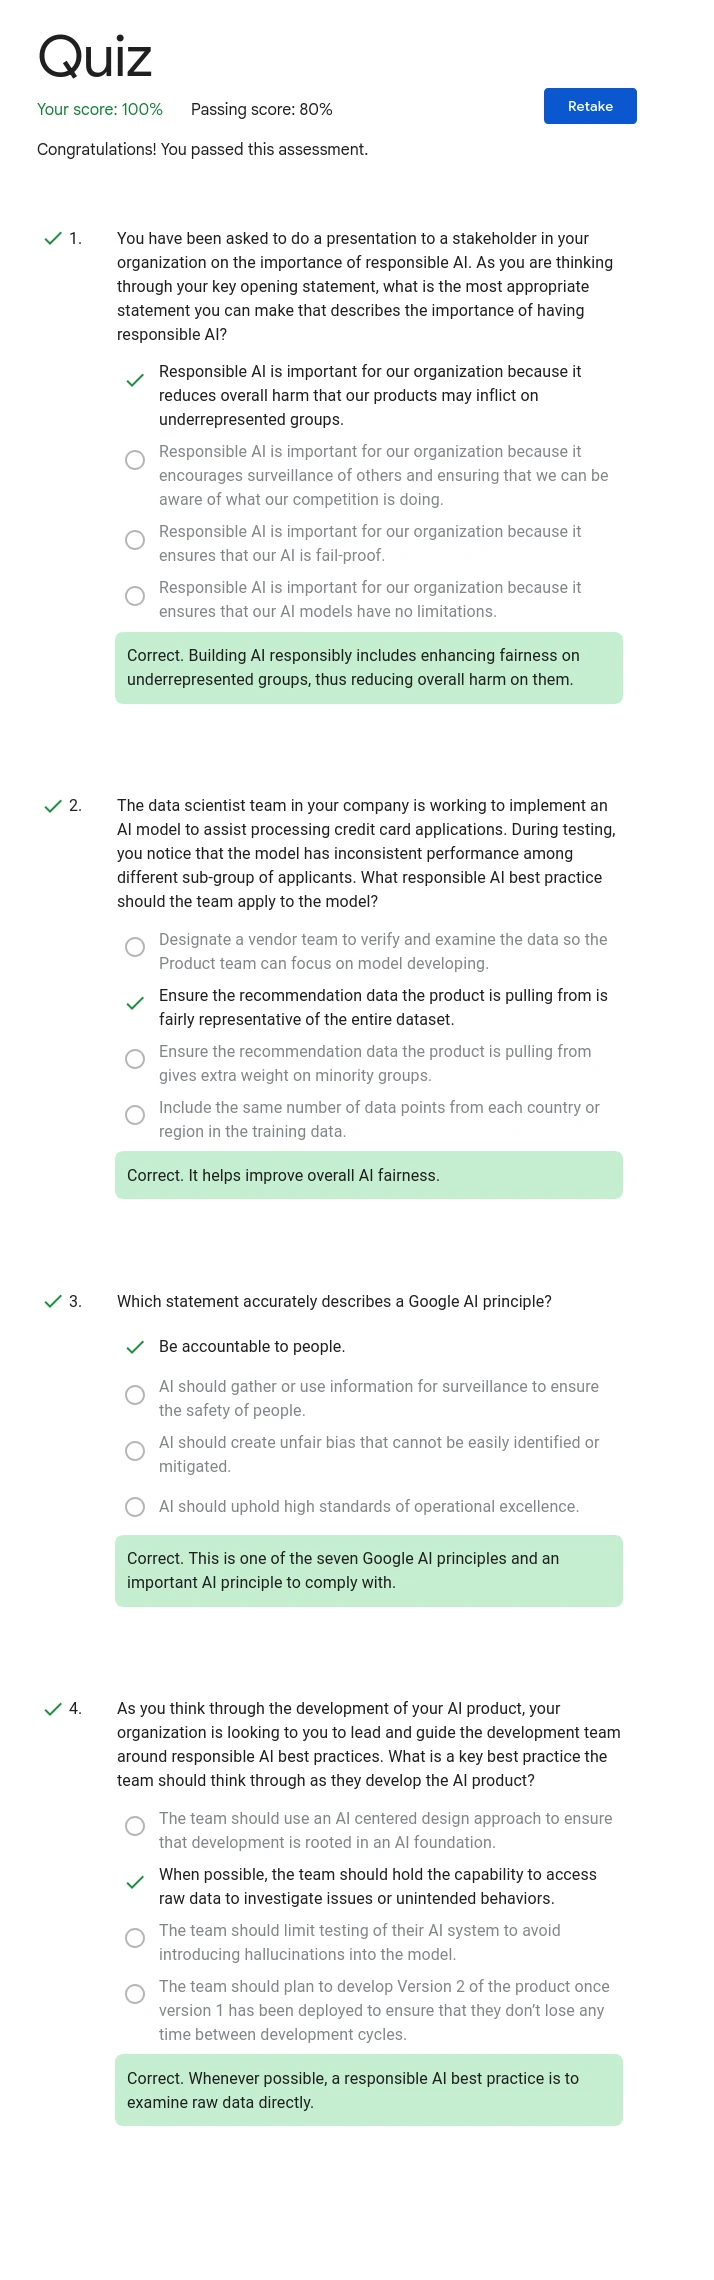 Quiz
Your score: 100% Passing score: 80%
Retake
Congratulations! You passed this assessment.
1. You have been asked to do a presentation to a stakeholder in your
organization on the importance of responsible AI. As you are thinking
through your key opening statement, what is the most appropriate
statement you can make that describes the importance of having
responsible AI?
Responsible AI is important for our organization because it
reduces overall harm that our products may inflict on
underrepresented groups.
Responsible AI is important for our organization because it
encourages surveillance of others and ensuring that we can be
aware of what our competition is doing.
Responsible AI is important for our organization because it
ensures that our AI is fail-proof.
Responsible AI is important for our organization because it
ensures that our AI models have no limitations.
Correct. Building AI responsibly includes enhancing fairness on
underrepresented groups, thus reducing overall harm on them.
2. The data scientist team in your company is working to implement an
AI model to assist processing credit card applications. During testing,
you notice that the model has inconsistent performance among
different sub-group of applicants. What responsible AI best practice
should the team apply to the model?
Designate a vendor team to verify and examine the data so the
Product team can focus on model developing.
Ensure the recommendation data the product is pulling from is
fairly representative of the entire dataset.
Ensure the recommendation data the product is pulling from
gives extra weight on minority groups.
Include the same number of data points from each country or
region in the training data.
Correct. It helps improve overall AI fairness.
3. Which statement accurately describes a Google AI principle?
Be accountable to people.
AI should gather or use information for surveillance to ensure
the safety of people.
AI should create unfair bias that cannot be easily identified or
mitigated.
AI should uphold high standards of operational excellence.
Correct. This is one of the seven Google AI principles and an
important AI principle to comply with.
4. As you think through the development of your AI product, your
organization is looking to you to lead and guide the development team
around responsible AI best practices. What is a key best practice the
team should think through as they develop the AI product?
The team should use an AI centered design approach to ensure
that development is rooted in an AI foundation.
When possible, the team should hold the capability to access
raw data to investigate issues or unintended behaviors.
The team should limit testing of their AI system to avoid
introducing hallucinations into the model.
The team should plan to develop Version 2 of the product once
version 1 has been deployed to ensure that they don't lose any
time between development cycles.
Correct. Whenever possible, a responsible AI best practice is to
examine raw data directly.